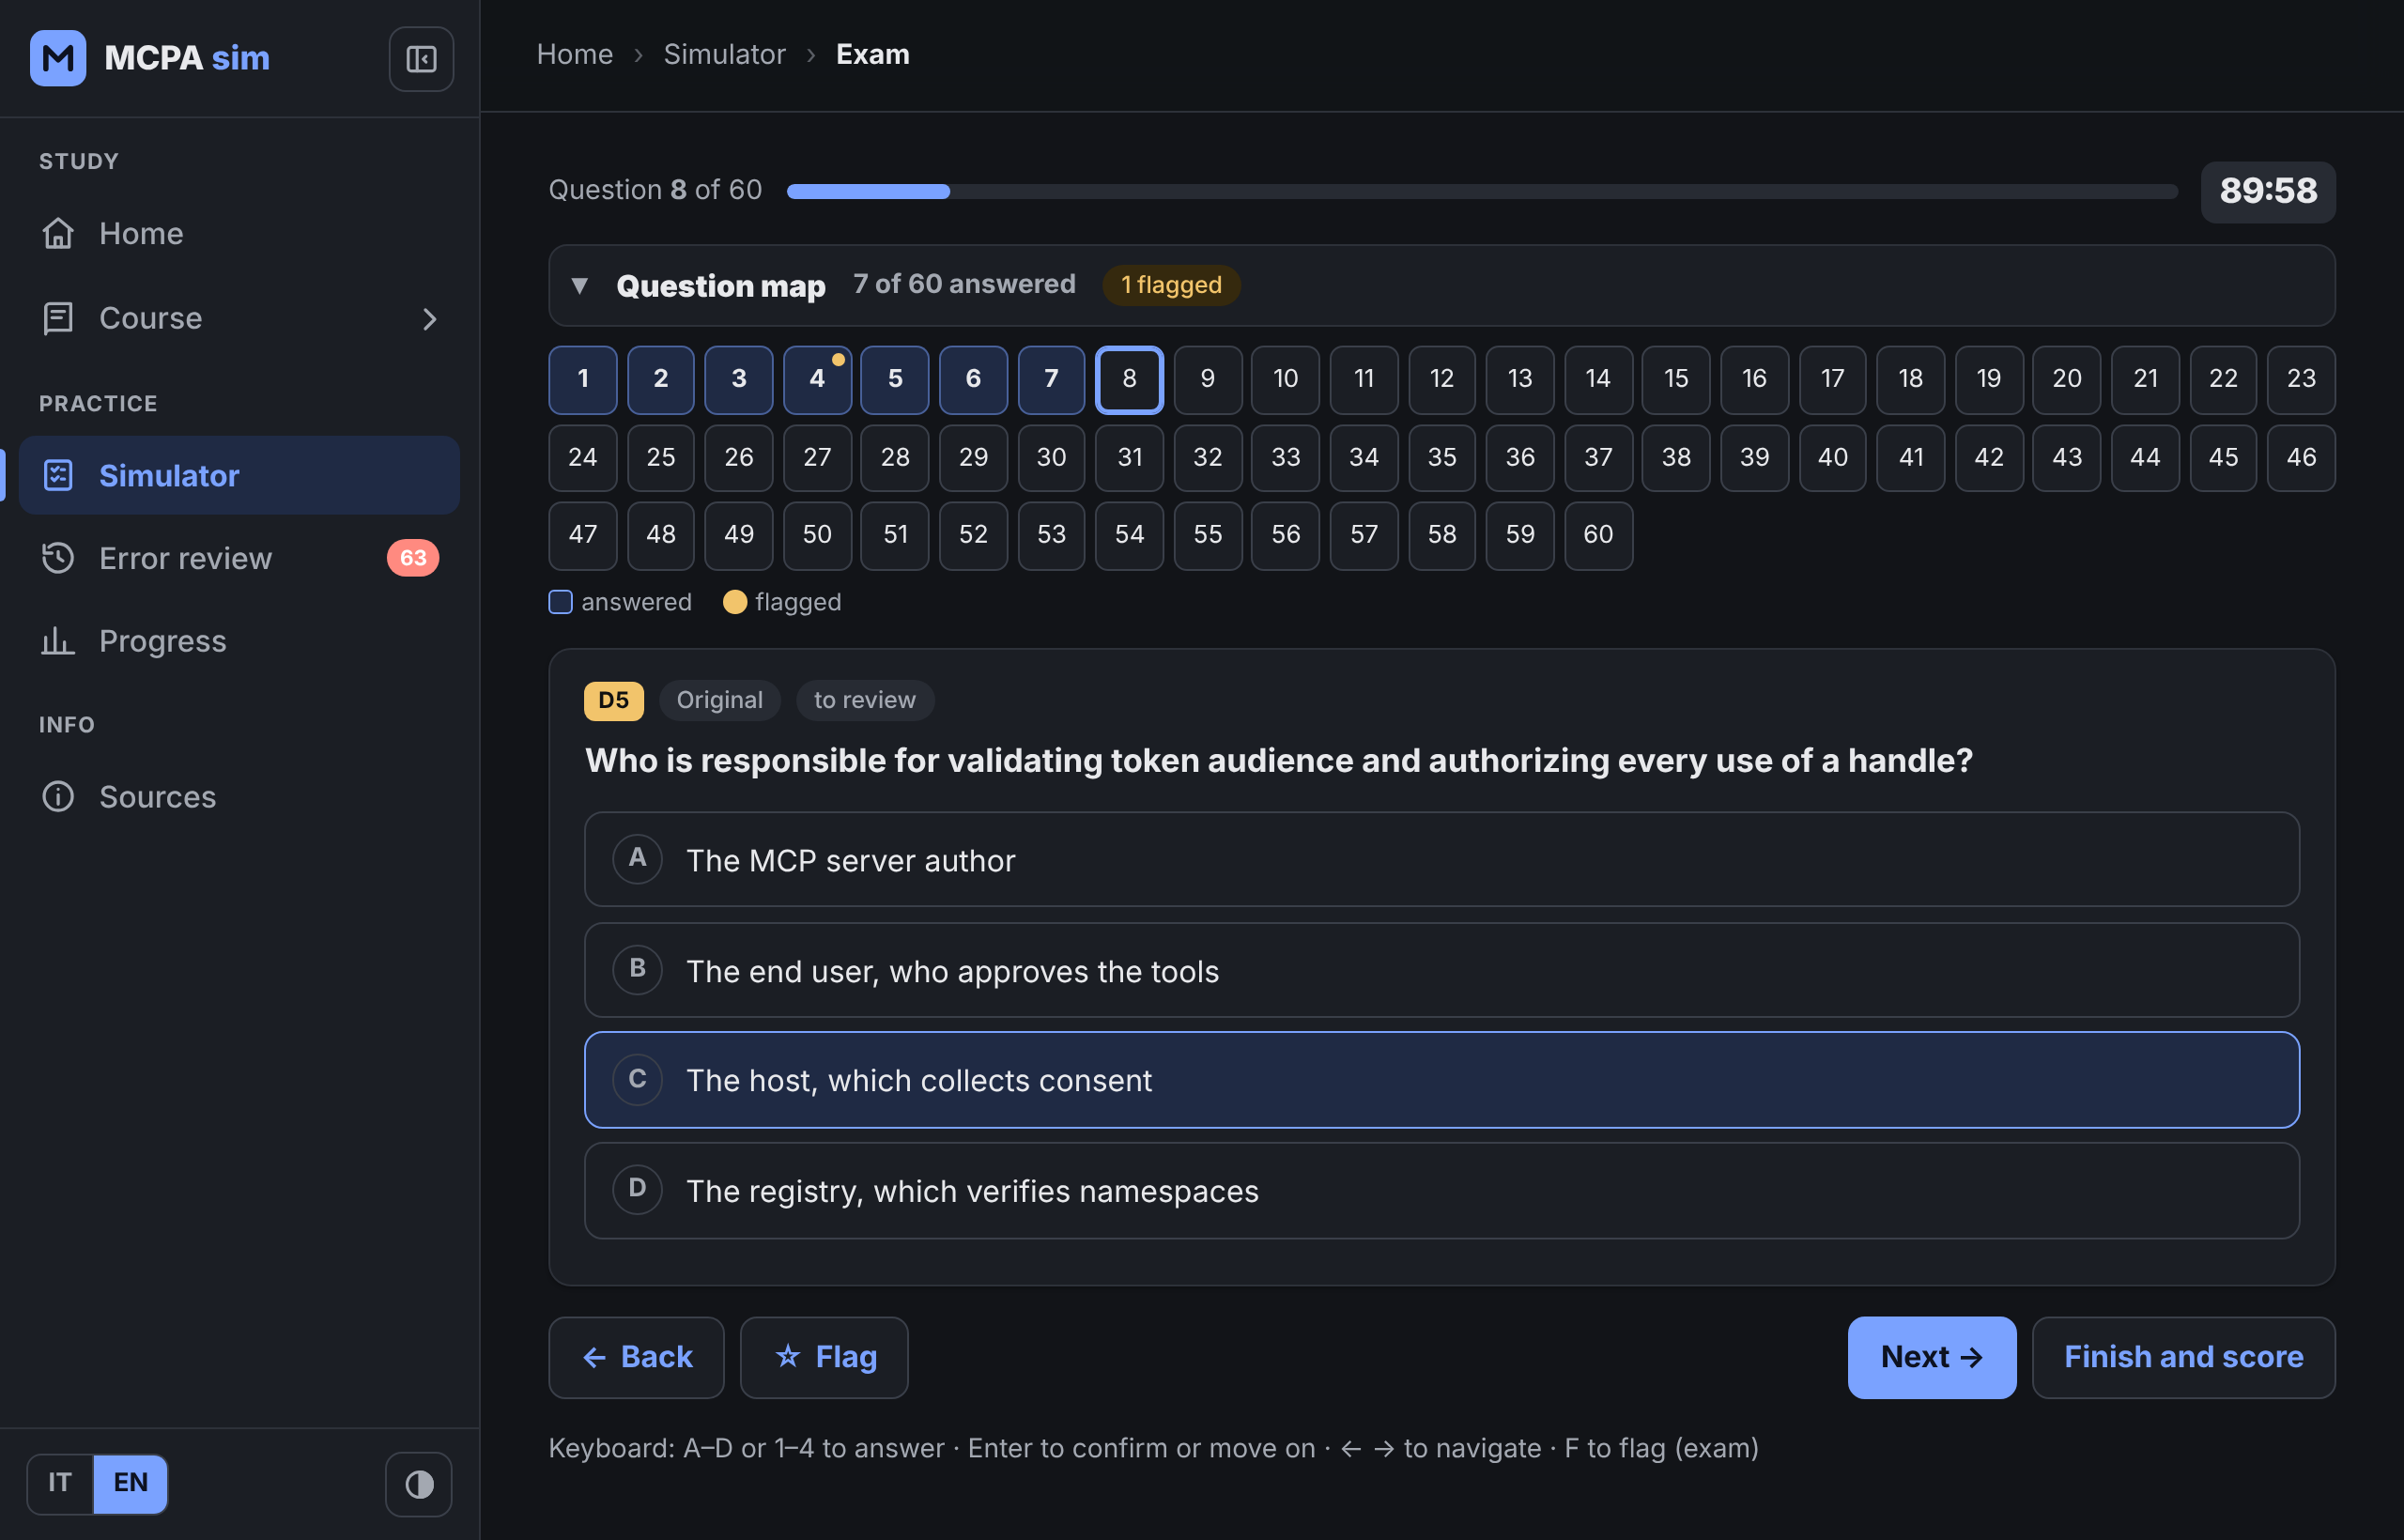 MCPA sim
STUDY
Home
Course
PRACTICE
Simulator
Error review 63
Progress
INFO
Sources
IT EN
Home › Simulator › Exam
Question 8 of 60 89:58
▼ Question map 7 of 60 answered 1 flagged
1 2 3 4 5 6 7 8 9 10 11 12 13 14 15 16 17 18 19 20 21 22 23
24 25 26 27 28 29 30 31 32 33 34 35 36 37 38 39 40 41 42 43 44 45 46
47 48 49 50 51 52 53 54 55 56 57 58 59 60
answered flagged
D5 Original to review
Who is responsible for validating token audience and authorizing every use of a handle?
A The MCP server author
B The end user, who approves the tools
C The host, which collects consent
D The registry, which verifies namespaces
← Back ☆ Flag Next → Finish and score
Keyboard: A–D or 1–4 to answer · Enter to confirm or move on · ← → to navigate · F to flag (exam)